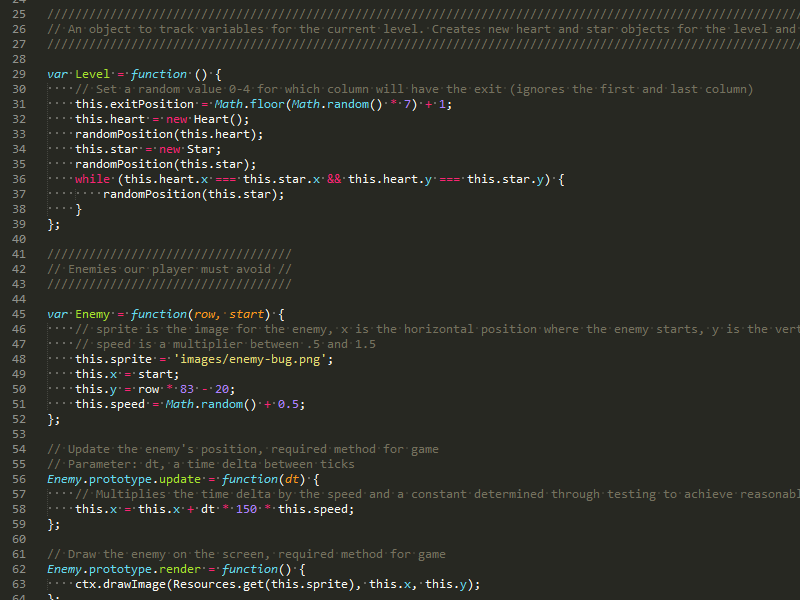 24
25 ////////////////////////////////////////////////////////////////////////////////////////////////////////////
26 // An object to track variables for the current level. Creates new heart and star objects for the level and
27 ////////////////////////////////////////////////////////////////////////////////////////////////////////////
28
29 var Level = function () {
30     // Set a random value 0-4 for which column will have the exit (ignores the first and last column)
31     this.exitPosition = Math.floor(Math.random() * 7) + 1;
32     this.heart = new Heart();
33     randomPosition(this.heart);
34     this.star = new Star;
35     randomPosition(this.star);
36     while (this.heart.x === this.star.x && this.heart.y === this.star.y) {
37         randomPosition(this.star);
38     }
39 };
40
41 ///////////////////////////////////
42 // Enemies our player must avoid //
43 ///////////////////////////////////
44
45 var Enemy = function(row, start) {
46     // sprite is the image for the enemy, x is the horizontal position where the enemy starts, y is the vert
47     // speed is a multiplier between .5 and 1.5
48     this.sprite = 'images/enemy-bug.png';
49     this.x = start;
50     this.y = row * 83 - 20;
51     this.speed = Math.random() + 0.5;
52 };
53
54 // Update the enemy's position, required method for game
55 // Parameter: dt, a time delta between ticks
56 Enemy.prototype.update = function(dt) {
57     // Multiplies the time delta by the speed and a constant determined through testing to achieve reasonabl
58     this.x = this.x + dt * 150 * this.speed;
59 };
60
61 // Draw the enemy on the screen, required method for game
62 Enemy.prototype.render = function() {
63     ctx.drawImage(Resources.get(this.sprite), this.x, this.y);
64 };